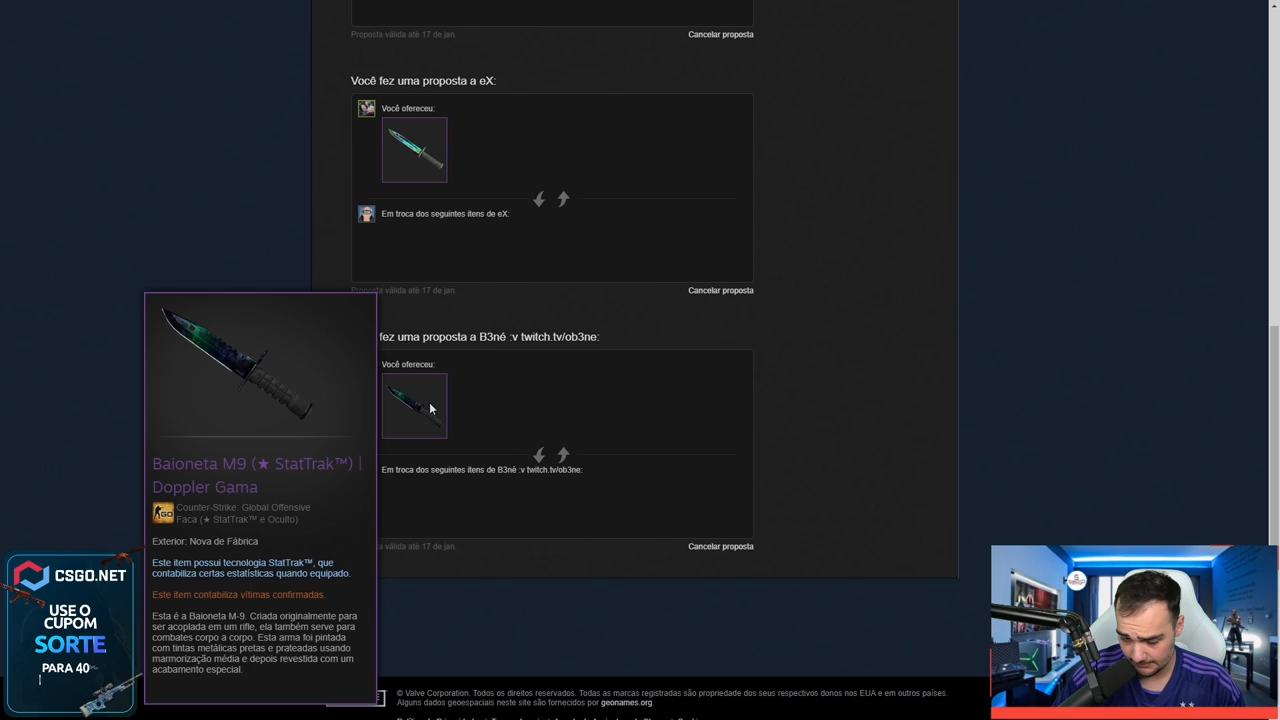 Proposta válida até 17 de jan.
Cancelar proposta
Você fez uma proposta a eX:
Você ofereceu:
Em troca dos seguintes itens de eX:
Proposta válida até 17 de jan.
Cancelar proposta
fez uma proposta a B3né :v twitch.tv/ob3ne:
Você ofereceu:
Em troca dos seguintes itens de B3né :v twitch.tv/ob3ne:
válida até 17 de jan.
Cancelar proposta
Baioneta M9 (★ StatTrak™) |
Doppler Gama
Counter-Strike: Global Offensive
Faca (★ StatTrak™ e Oculto)
Exterior: Nova de Fábrica
Este item possui tecnologia StatTrak™, que
contabiliza certas estatísticas quando equipado.
Este item contabiliza vítimas confirmadas.
Esta é a Baioneta M-9. Criada originalmente para
ser acoplada em um rifle, ela também serve para
combates corpo a corpo. Esta arma foi pintada
com tintas metálicas pretas e prateadas usando
marmorização média e depois revestida com um
acabamento especial.
CSGO.NET
USE O
CUPOM
SORTE
PARA 40
© Valve Corporation. Todos os direitos reservados. Todas as marcas registradas são propriedade dos seus respectivos donos nos EUA e em outros países.
Alguns dados geoespaciais neste site são fornecidos por geonames.org.